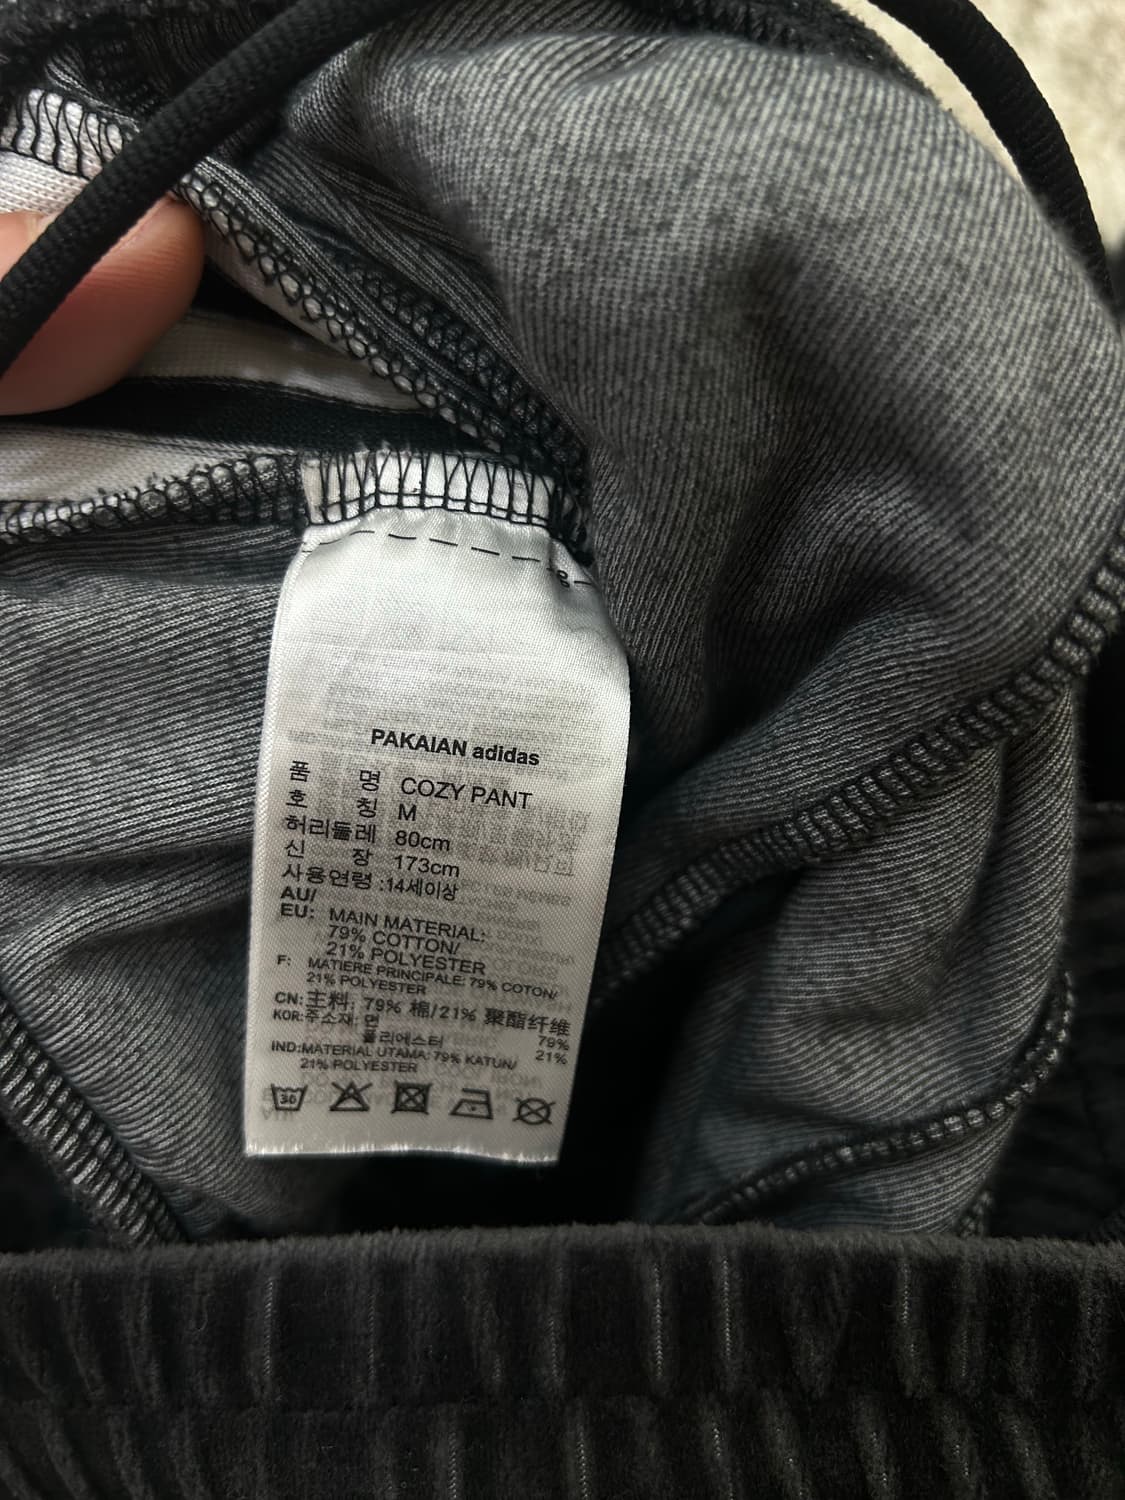 PAKAIAN adidas
품 명 COZY PANT
호 칭 M
허리둘레 80cm
신 장 173cm
사용연령 :14세이상
AU/
EU: MAIN MATERIAL:
79% COTTON/
21% POLYESTER
F: MATIERE PRINCIPALE: 79% COTON/
21% POLYESTER
CN: 主料: 79% 棉/21% 聚酯纤维
KOR: 주소재: 면 79%
폴리에스터 21%
IND: MATERIAL UTAMA: 79% KATUN/
21% POLYESTER
30